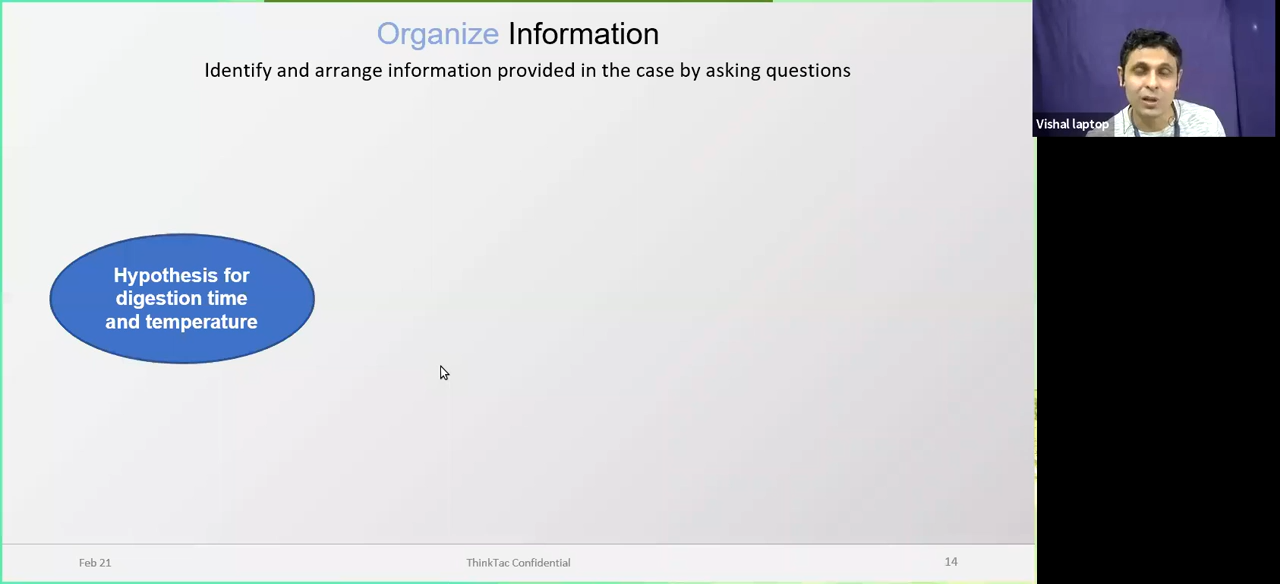 Organize Information
Identify and arrange information provided in the case by asking questions
Vishal laptop
Hypothesis for
digestion time
and temperature
Feb 21
ThinkTac Confidential
14